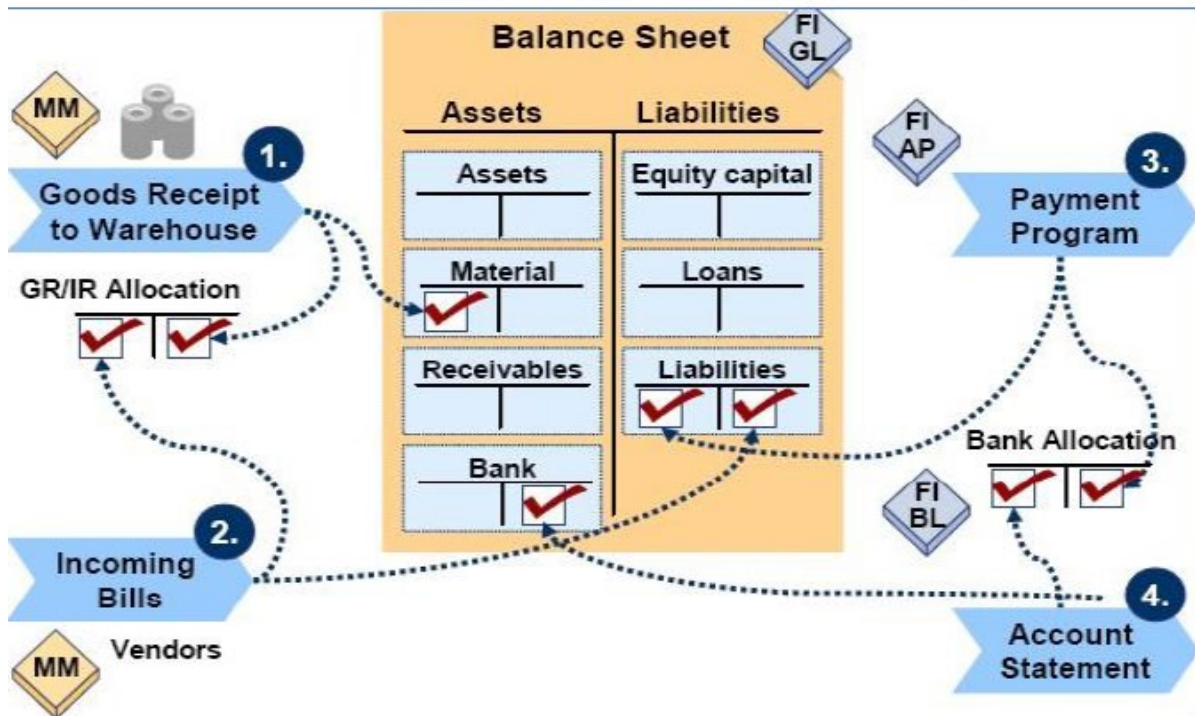 Balance Sheet
FI
GL
Assets
Liabilities
MM
1.
Goods Receipt
to Warehouse
GR/IR Allocation
Assets
Equity capital
Material
Loans
Receivables
Liabilities
Bank
FI
AP
3.
Payment
Program
Bank Allocation
FI
BL
2.
Incoming
Bills
MM
Vendors
4.
Account
Statement